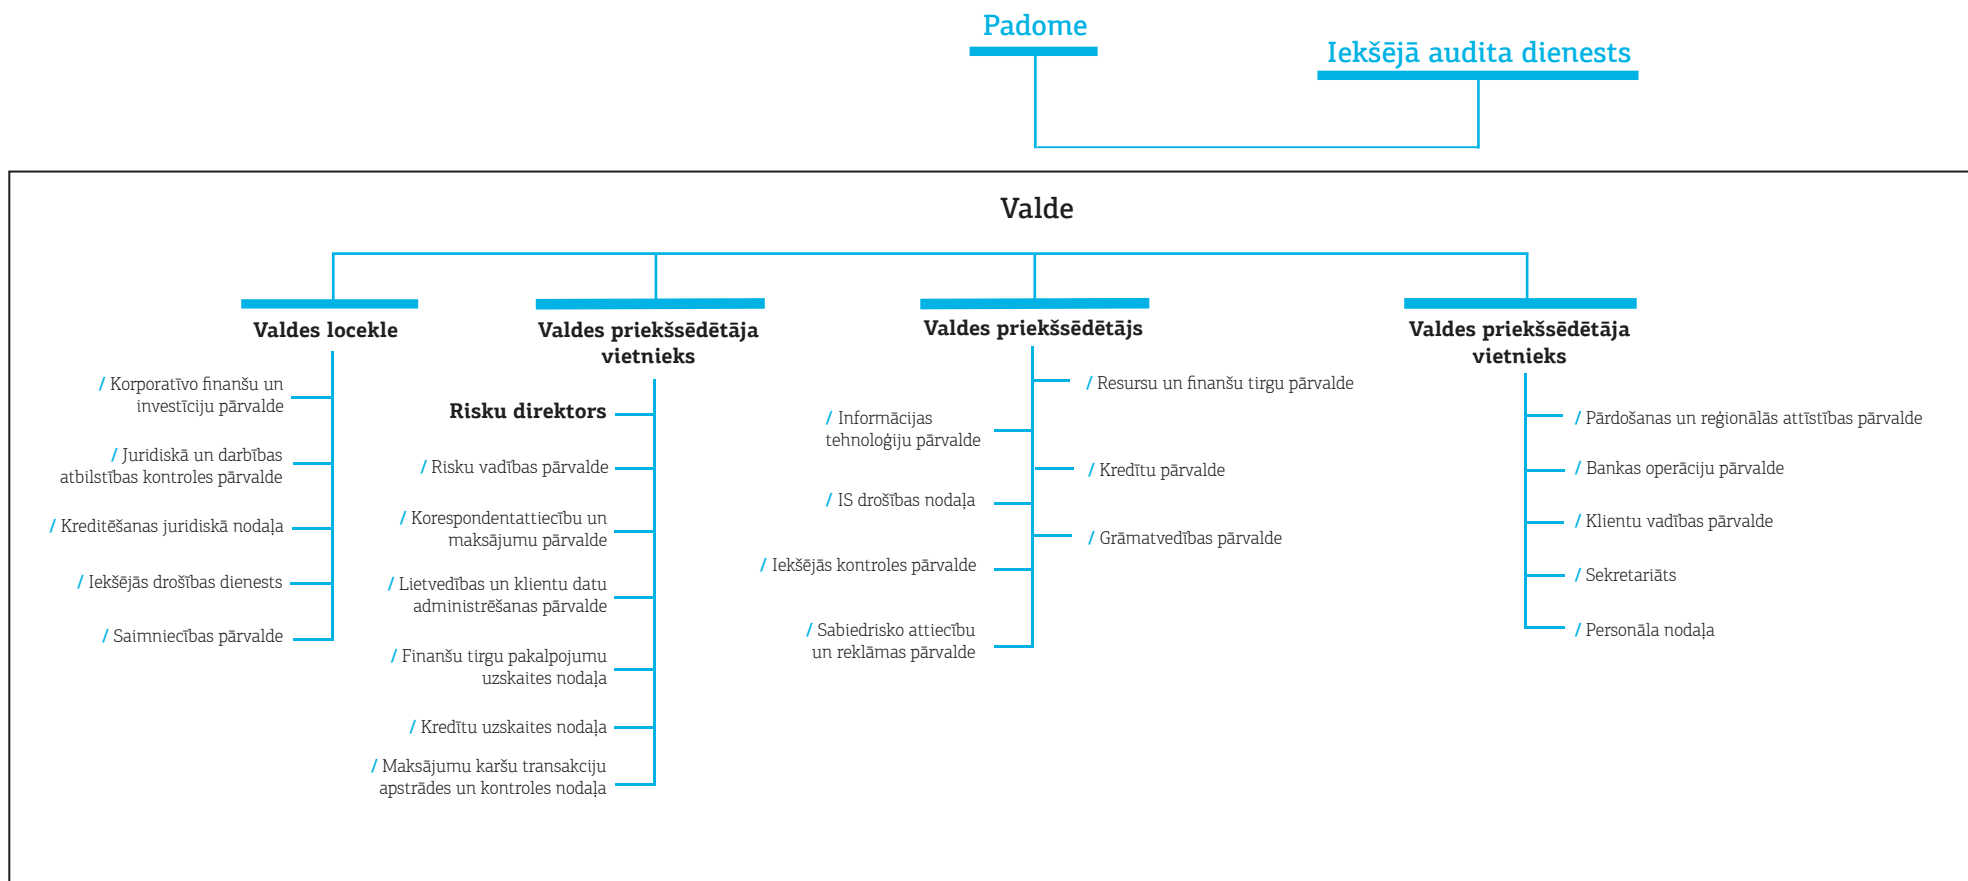 Padome
Iekšējā audita dienests
Valde
Valdes locekle
/ Korporatīvo finanšu un
investīciju pārvalde
/ Juridiskā un darbības
atbilstības kontroles pārvalde
/ Kreditēšanas juridiskā nodaļa
/ Iekšējās drošības dienests
/ Saimniecības pārvalde
Valdes priekšsēdētāja
vietnieks
Risku direktors
/ Risku vadības pārvalde
/ Korespondentattiecību un
maksājumu pārvalde
/ Lietvedības un klientu datu
administrēšanas pārvalde
/ Finanšu tirgu pakalpojumu
uzskaites nodaļa
/ Kredītu uzskaites nodaļa
/ Maksājumu karšu transakciju
apstrādes un kontroles nodaļa
Valdes priekšsēdētājs
/ Resursu un finanšu tirgu pārvalde
/ Informācijas
tehnoloģiju pārvalde
/ Kredītu pārvalde
/ IS drošības nodaļa
/ Grāmatvedības pārvalde
/ Iekšējās kontroles pārvalde
/ Sabiedrisko attiecību
un reklāmas pārvalde
Valdes priekšsēdētāja
vietnieks
/ Pārdošanas un reģionālās attīstības pārvalde
/ Bankas operāciju pārvalde
/ Klientu vadības pārvalde
/ Sekretariāts
/ Personāla nodaļa